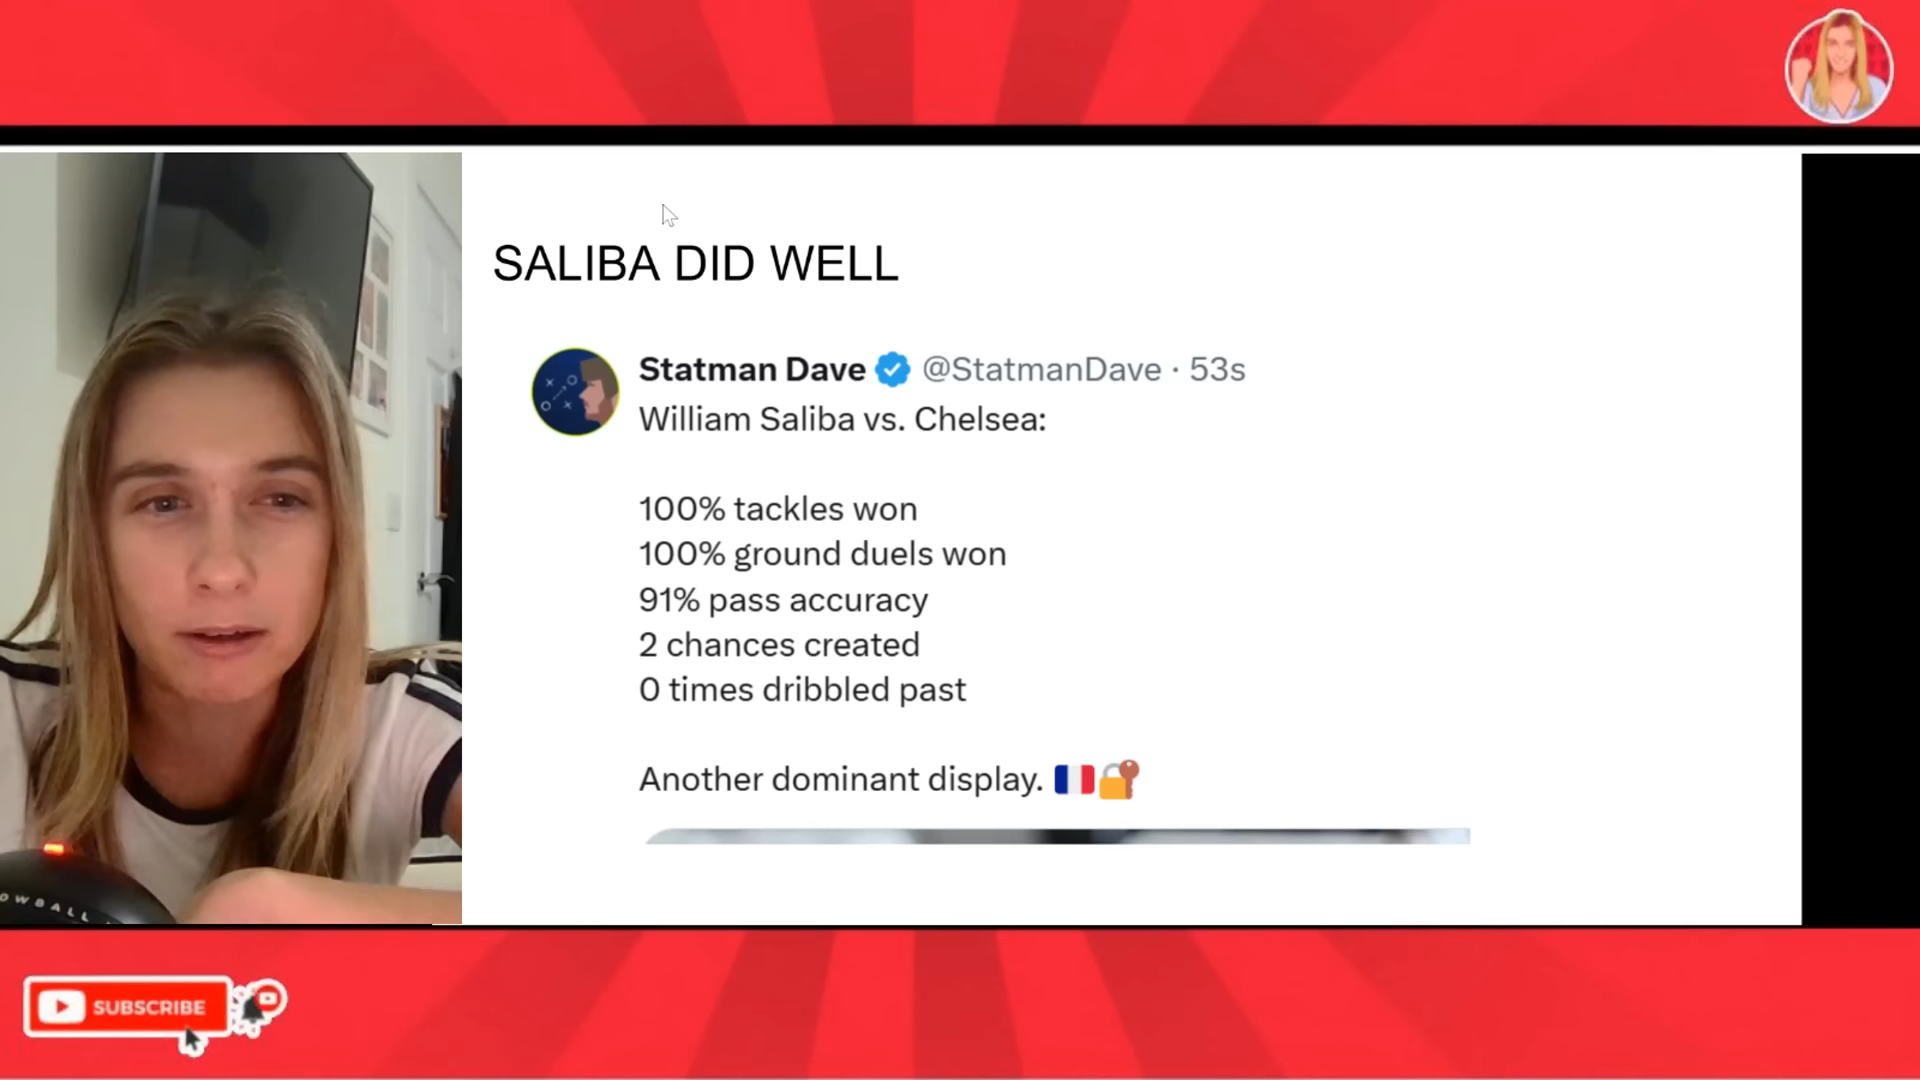 SALIBA DID WELL
Statman Dave @StatmanDave · 53s
William Saliba vs. Chelsea:
100% tackles won
100% ground duels won
91% pass accuracy
2 chances created
0 times dribbled past
Another dominant display. 🇫🇷🔐
OWBALL
SUBSCRIBE